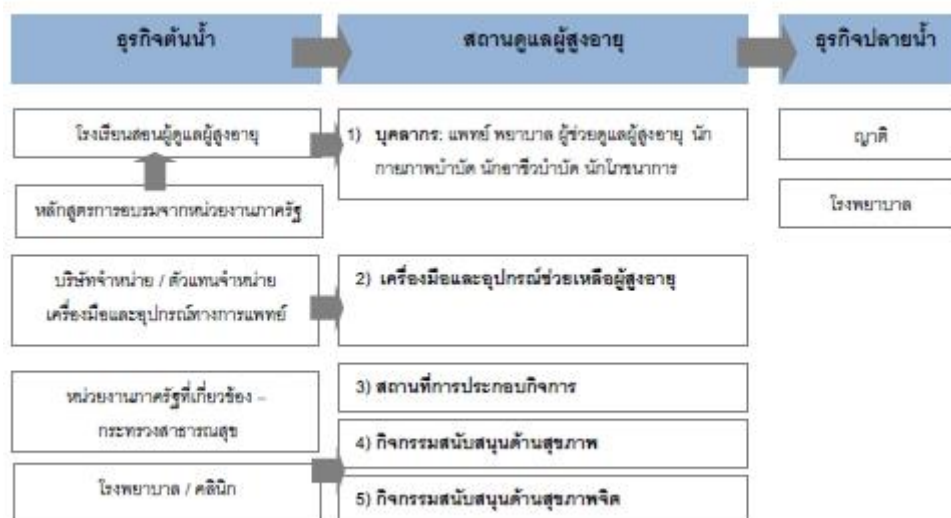 ธุรกิจต้นน้ำ
สถานดูแลผู้สูงอายุ
ธุรกิจปลายน้ำ
โรงเรียนสอนผู้ดูแลผู้สูงอายุ
หลักสูตรการอบรมจากหน่วยงานภาครัฐ
บริษัทจำหน่าย / ตัวแทนจำหน่าย
เครื่องมือและอุปกรณ์ทางการแพทย์
หน่วยงานภาครัฐที่เกี่ยวข้อง –
กระทรวงสาธารณสุข
โรงพยาบาล / คลินิก
1) บุคลากร: แพทย์ พยาบาล ผู้ช่วยดูแลผู้สูงอายุ นัก
กายภาพบำบัด นักอาชีวบำบัด นักโภชนาการ
2) เครื่องมือและอุปกรณ์ช่วยเหลือผู้สูงอายุ
3) สถานที่การประกอบกิจการ
4) กิจกรรมสนับสนุนด้านสุขภาพ
5) กิจกรรมสนับสนุนด้านสุขภาพจิต
ญาติ
โรงพยาบาล